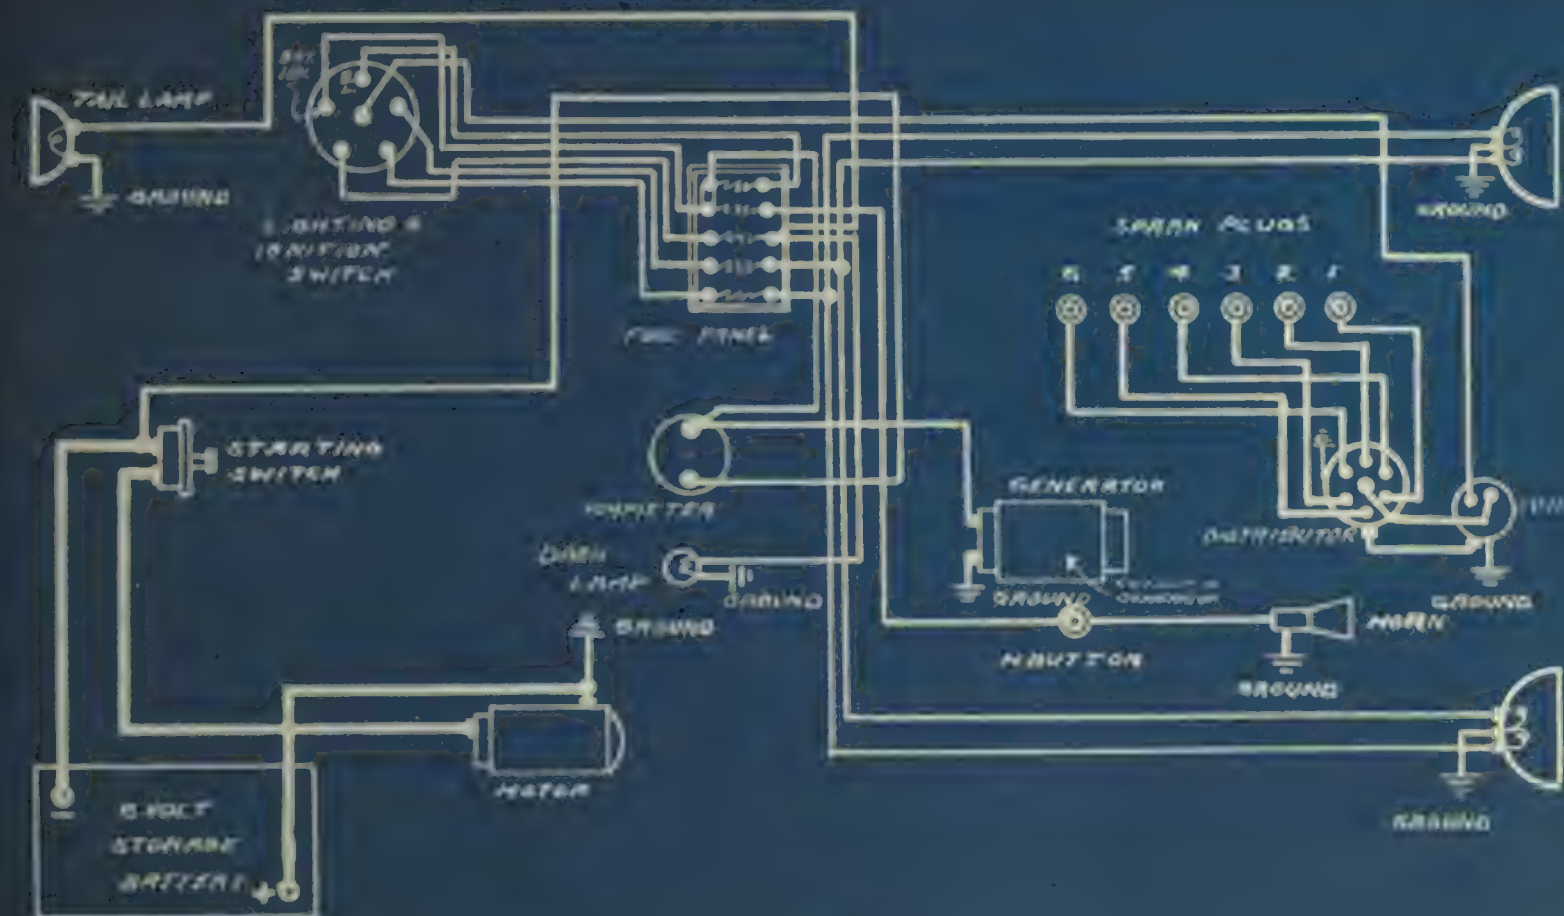 TAIL LAMP
GROUND
LIGHTING &
IGNITION
SWITCH
FUSE PANEL
GROUND
SPARK PLUGS
6 5 4 3 2 1
STARTING
SWITCH
AMMETER
DASH
LAMP
GROUND
GROUND
GENERATOR
GROUND
DISTRIBUTOR
GROUND
H BUTTON
HORN
GROUND
MOTOR
6 VOLT
STORAGE
BATTERY
- +
GROUND